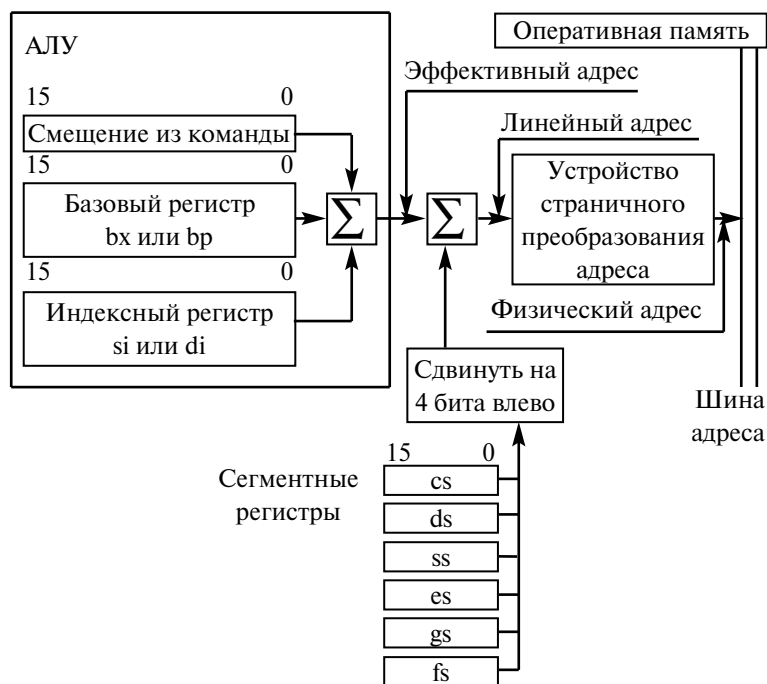 АЛУ
Оперативная память
Эффективный адрес
15 0
Смещение из команды
Линейный адрес
15 0
Базовый регистр
bx или bp
Σ
Σ
Устройство
страничного
преобразования
адреса
15 0
Индексный регистр
si или di
Физический адрес
Сдвинуть на
4 бита влево
Шина
адреса
15 0
Сегментные
регистры
cs
ds
ss
es
gs
fs